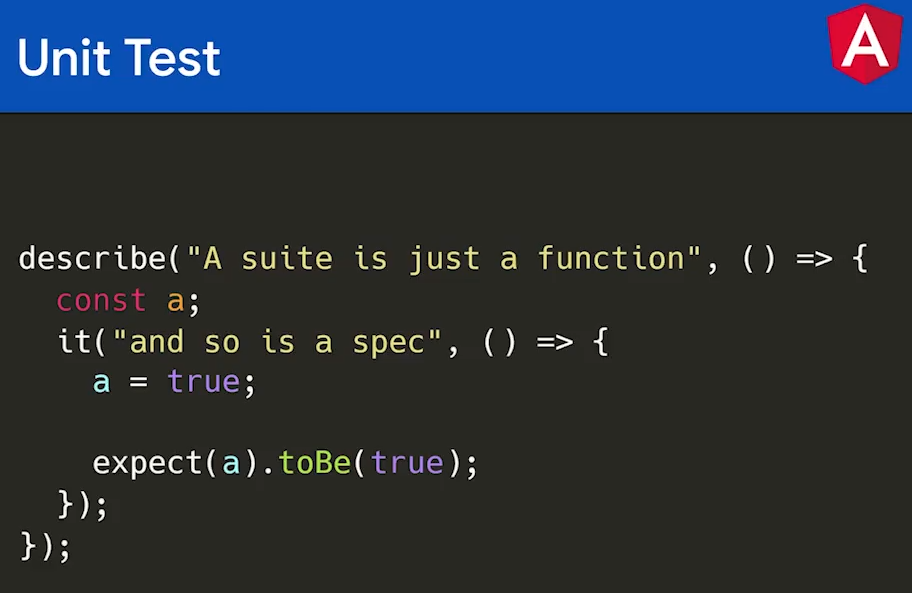 Unit Test
A
describe("A suite is just a function", () => {
  const a;
  it("and so is a spec", () => {
    a = true;

    expect(a).toBe(true);
  });
});